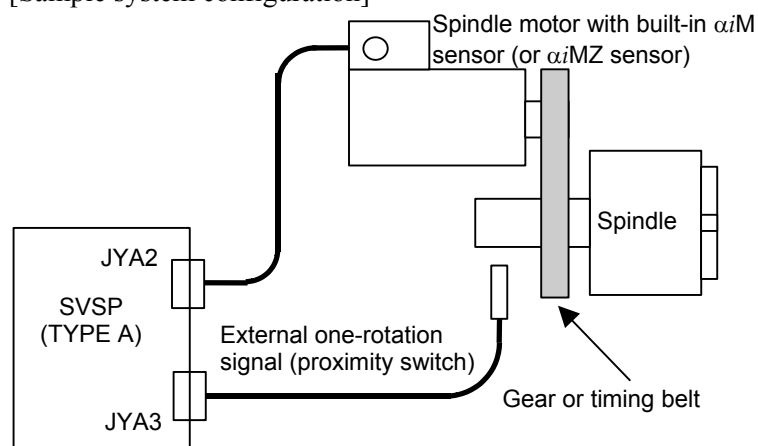 [Sample system configuration]
Spindle motor with built-in αiM
sensor (or αiMZ sensor)
JYA2
SVSP
(TYPE A)
Spindle
External one-rotation
signal (proximity switch)
JYA3
Gear or timing belt